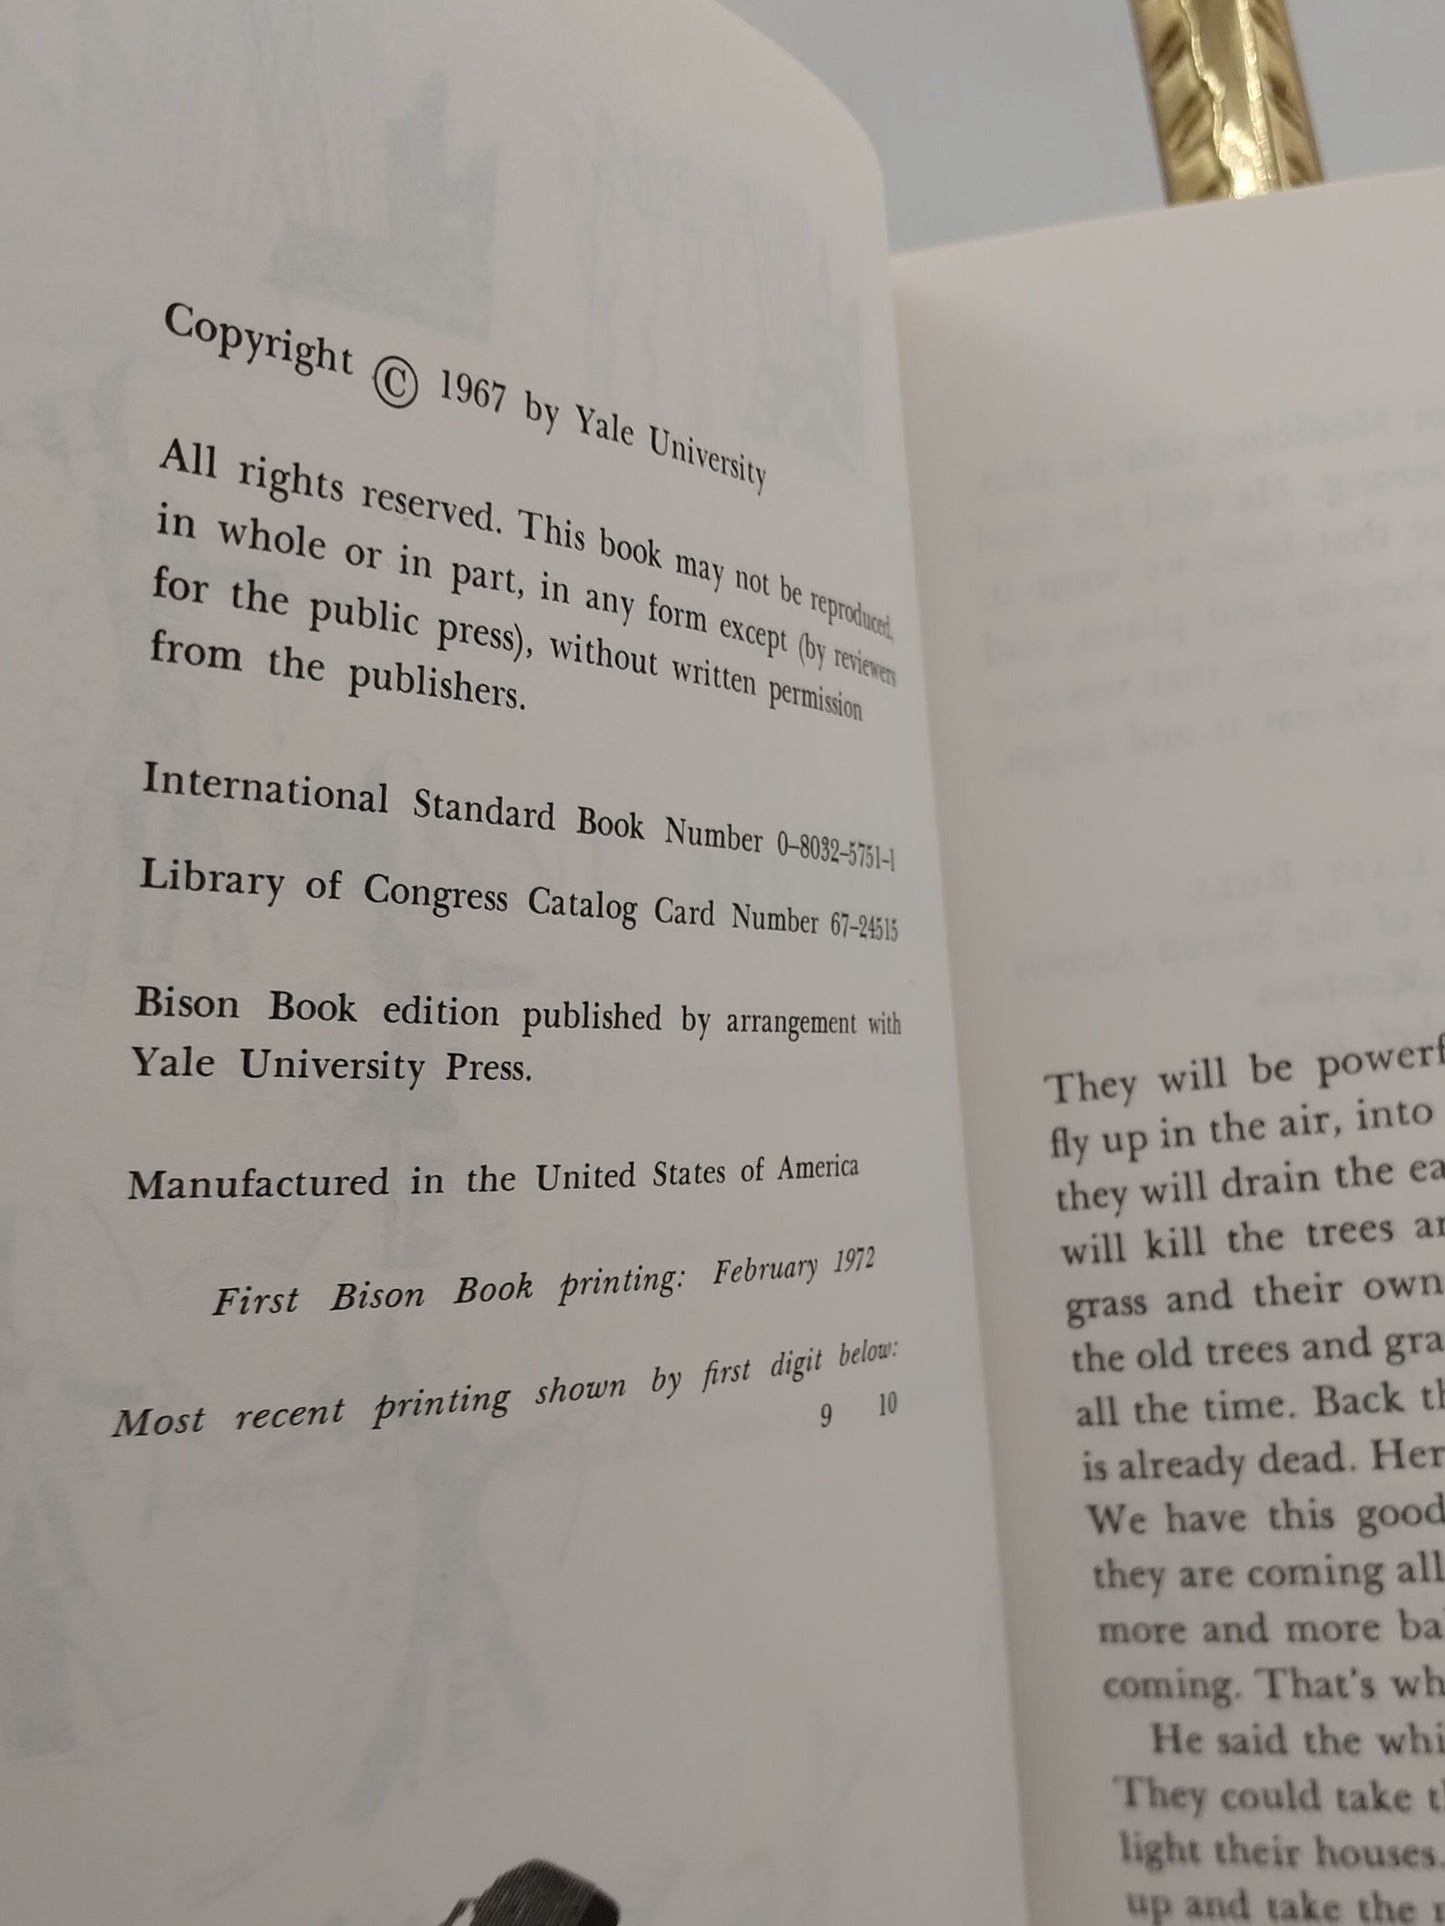 Copyright © 1967 by Yale University
All rights reserved. This book may not be reproduced,
in whole or in part, in any form except (by reviewers
for the public press), without written permission
from the publishers.
International Standard Book Number 0–8032–5751–1
Library of Congress Catalog Card Number 67–24515
Bison Book edition published by arrangement with
Yale University Press.
Manufactured in the United States of America
First Bison Book printing: February 1972
Most recent printing shown by first digit below:
9 10
They will be powerf
fly up in the air, into
they will drain the ea
will kill the trees an
grass and their own
the old trees and gra
all the time. Back th
is already dead. Her
We have this good
they are coming all
more and more ba
coming. That's wh
He said the whi
They could take th
light their houses.
up and take the